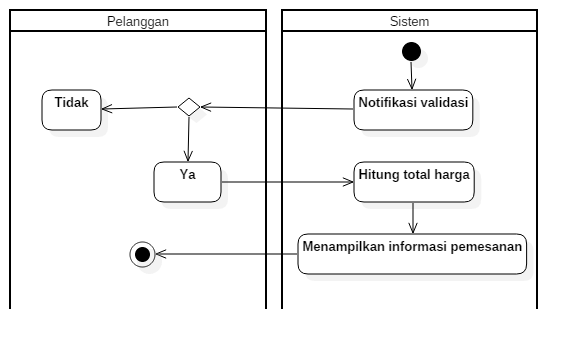 Pelanggan
Sistem
Tidak
Notifikasi validasi
Ya
Hitung total harga
Menampilkan informasi pemesanan